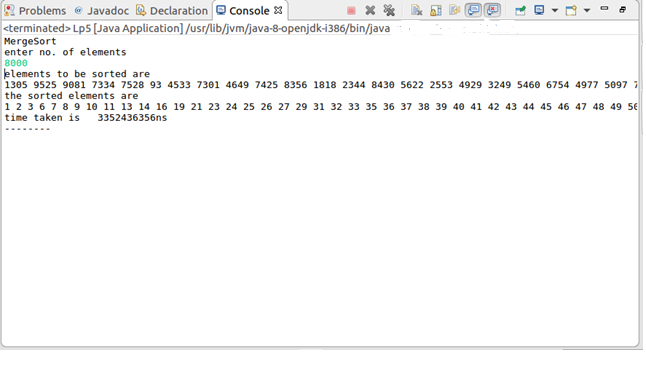 Problems Javadoc Declaration Console
<terminated> Lp5 [Java Application] /usr/lib/jvm/java-8-openjdk-i386/bin/java
MergeSort
enter no. of elements
8000
elements to be sorted are
1305 9525 9081 7334 7528 93 4533 7301 4649 7425 8356 1818 2344 8430 5622 2553 4929 3249 5460 6754 4977 5097 7
the sorted elements are
1 2 3 6 7 8 9 10 11 13 14 16 19 21 23 24 25 26 27 29 31 32 33 35 36 37 38 39 40 41 42 43 44 45 46 47 48 49 50
time taken is 3352436356ns
--------